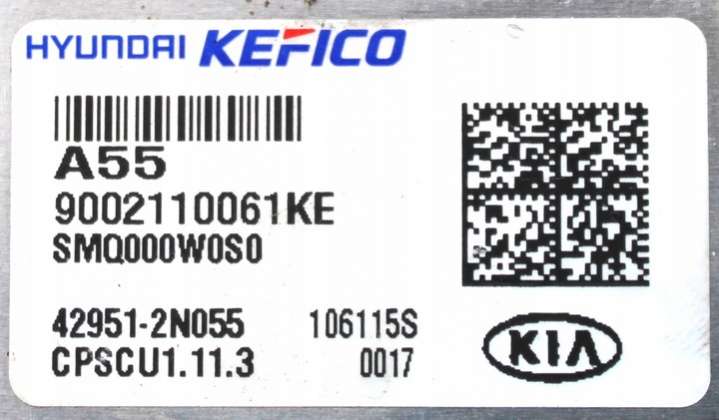 HYUNDAI KEFICO
A55
9002110061KE
SMQ000W0S0
42951-2N055 106115S
CPSCU1.11.3 0017
KIA